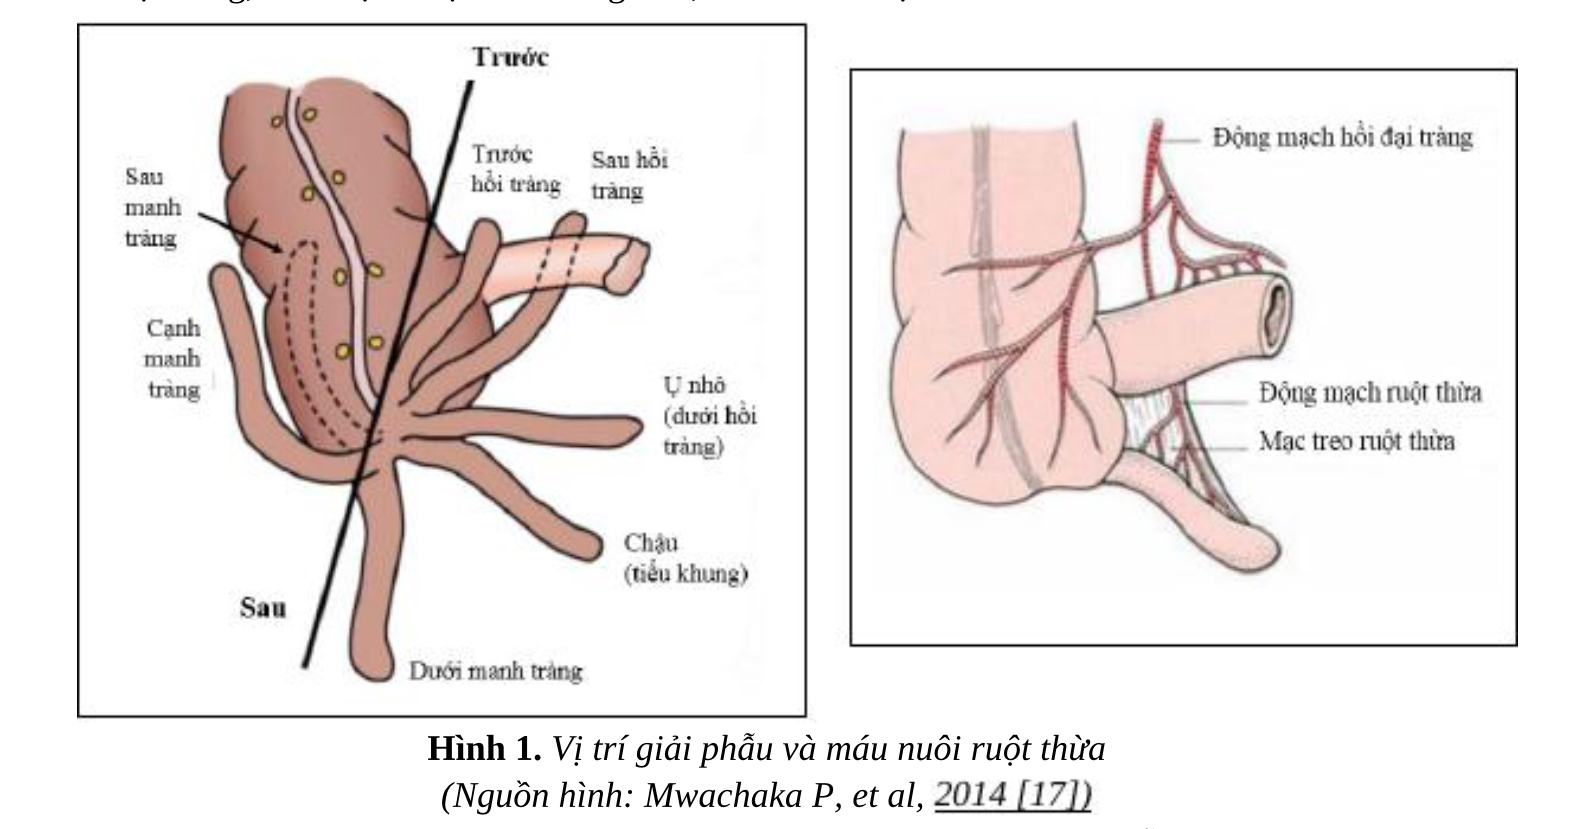 Trước
Trước
hồi tràng
Sau hồi
tràng
Sau
manh
tràng
Cạnh
manh
tràng
Ụ nhô
(dưới hồi
tràng)
Chậu
(tiểu khung)
Sau
Dưới manh tràng
Động mạch hồi đại tràng
Động mạch ruột thừa
Mạc treo ruột thừa
Hình 1. Vị trí giải phẫu và máu nuôi ruột thừa
(Nguồn hình: Mwachaka P, et al, 2014 [17])